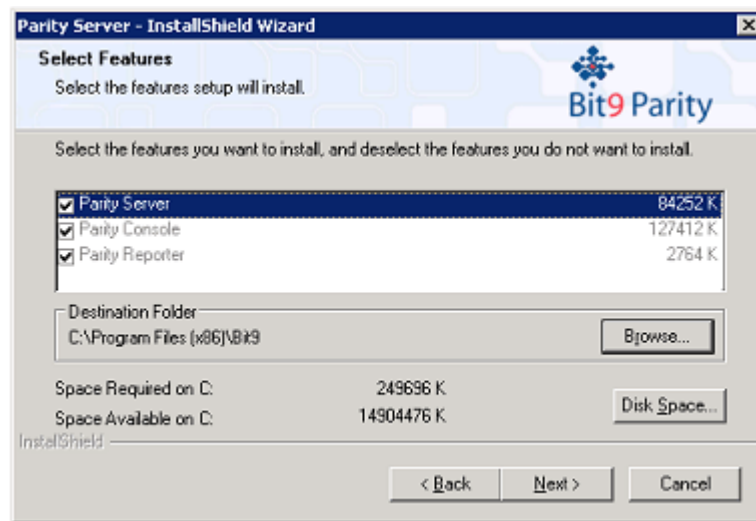 Parity Server - InstallShield Wizard
Select Features
Select the features setup will install.
Bit9 Parity
Select the features you want to install, and deselect the features you do not want to install.
Parity Server 84252 K
Parity Console 127412 K
Parity Reporter 2764 K
Destination Folder
C:\Program Files (x86)\Bit9
Browse...
Space Required on C: 249696 K
Space Available on C: 14904476 K
Disk Space...
InstallShield
< Back Next > Cancel